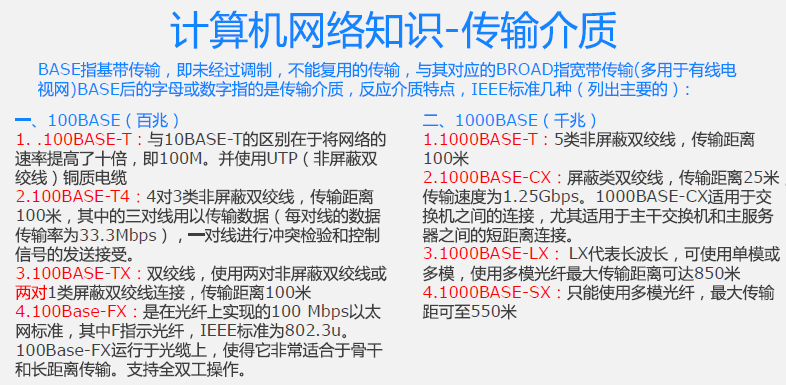 计算机网络知识-传输介质
BASE指基带传输，即未经过调制，不能复用的传输，与其对应的BROAD指宽带传输(多用于有线电
视网)BASE后的字母或数字指的是传输介质，反应介质特点，IEEE标准几种（列出主要的）:
一、100BASE（百兆）
1. .100BASE-T：与10BASE-T的区别在于将网络的
速率提高了十倍，即100M。并使用UTP（非屏蔽双
绞线）铜质电缆
2.100BASE-T4：4对3类非屏蔽双绞线，传输距离
100米，其中的三对线用以传输数据（每对线的数据
传输率为33.3Mbps），一对线进行冲突检验和控制
信号的发送接受。
3.100BASE-TX：双绞线，使用两对非屏蔽双绞线或
两对1类屏蔽双绞线连接，传输距离100米
4.100Base-FX：是在光纤上实现的100 Mbps以太
网标准，其中F指示光纤，IEEE标准为802.3u。
100Base-FX运行于光缆上，使得它非常适合于骨干
和长距离传输。支持全双工操作。
二、1000BASE（千兆）
1.1000BASE-T：5类非屏蔽双绞线，传输距离
100米
2.1000BASE-CX：屏蔽类双绞线，传输距离25米，
传输速度为1.25Gbps。1000BASE-CX适用于交
换机之间的连接，尤其适用于主干交换机和主服务
器之间的短距离连接。
3.1000BASE-LX： LX代表长波长，可使用单模或
多模，使用多模光纤最大传输距离可达850米
4.1000BASE-SX：只能使用多模光纤，最大传输
距可至550米